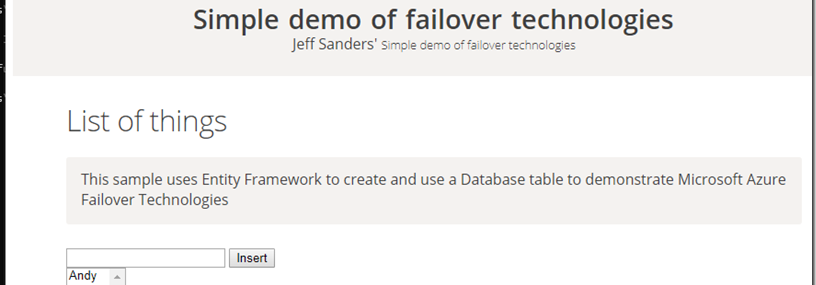 Simple demo of failover technologies
Jeff Sanders' Simple demo of failover technologies
List of things
This sample uses Entity Framework to create and use a Database table to demonstrate Microsoft Azure
Failover Technologies
Insert
Andy